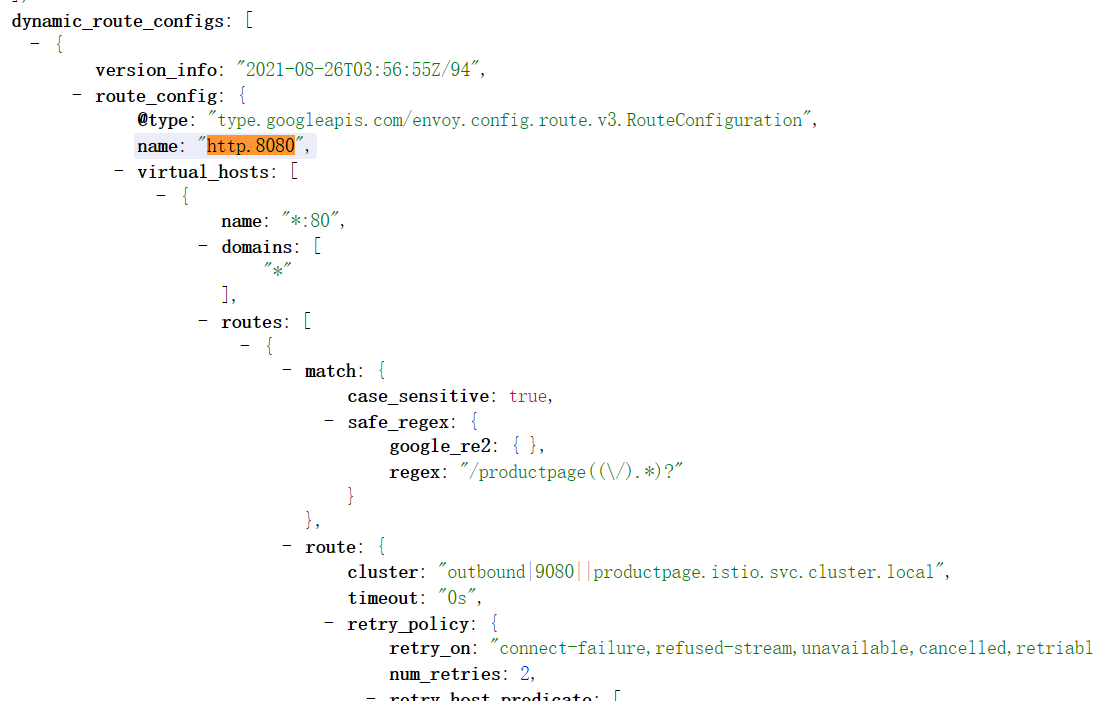 dynamic_route_configs: [
- {
version_info: "2021-08-26T03:56:55Z/94",
- route_config: {
@type: "type.googleapis.com/envoy.config.route.v3.RouteConfiguration",
name: "http.8080",
- virtual_hosts: [
- {
name: "*:80",
- domains: [
"*"
],
- routes: [
- {
- match: {
case_sensitive: true,
- safe_regex: {
google_re2: { },
regex: "/productpage((\/).*)?"
}
},
- route: {
cluster: "outbound|9080||productpage.istio.svc.cluster.local",
timeout: "0s",
- retry_policy: {
retry_on: "connect-failure,refused-stream,unavailable,cancelled,retriabl
num_retries: 2,
- retry_host_predicate: [